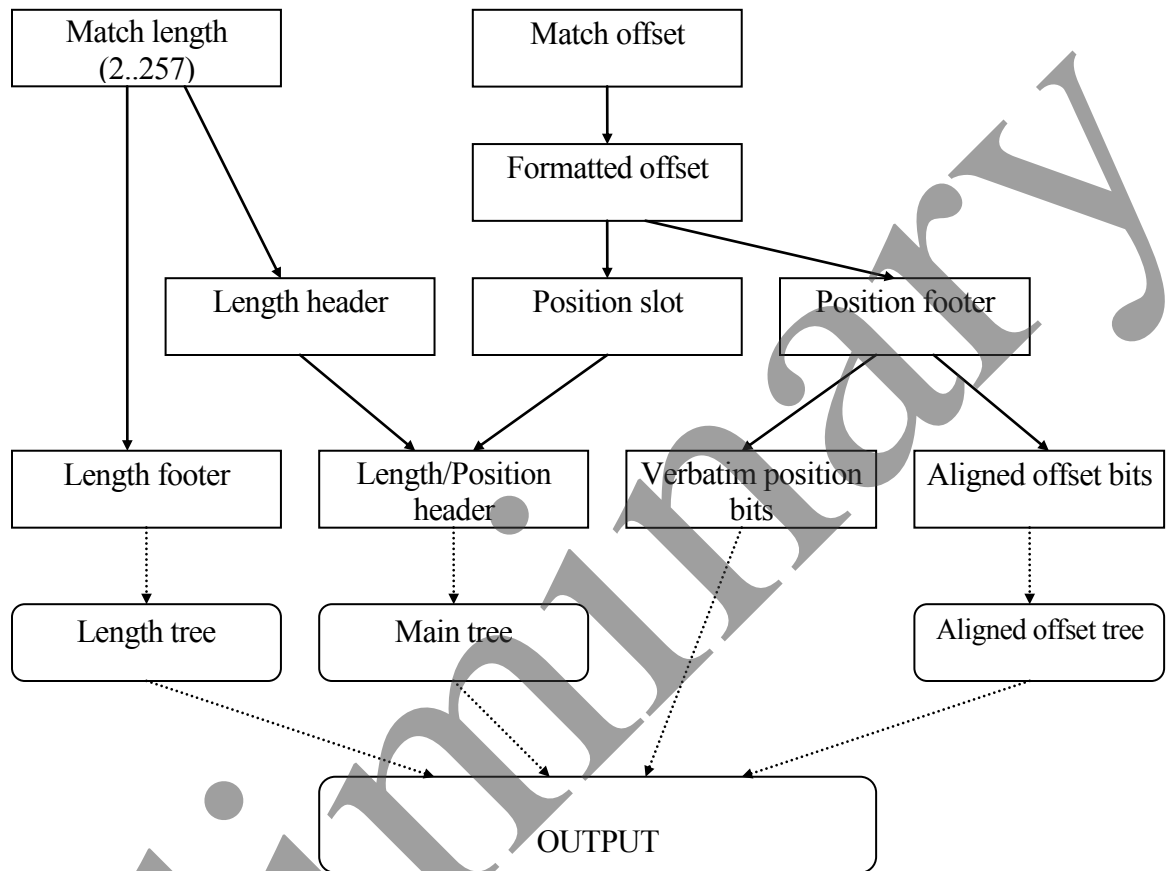 Match length
(2..257)
Match offset
Formatted offset
Length header
Position slot
Position footer
Length footer
Length/Position
header
Verbatim position
bits
Aligned offset bits
Length tree
Main tree
Aligned offset tree
OUTPUT
iminary